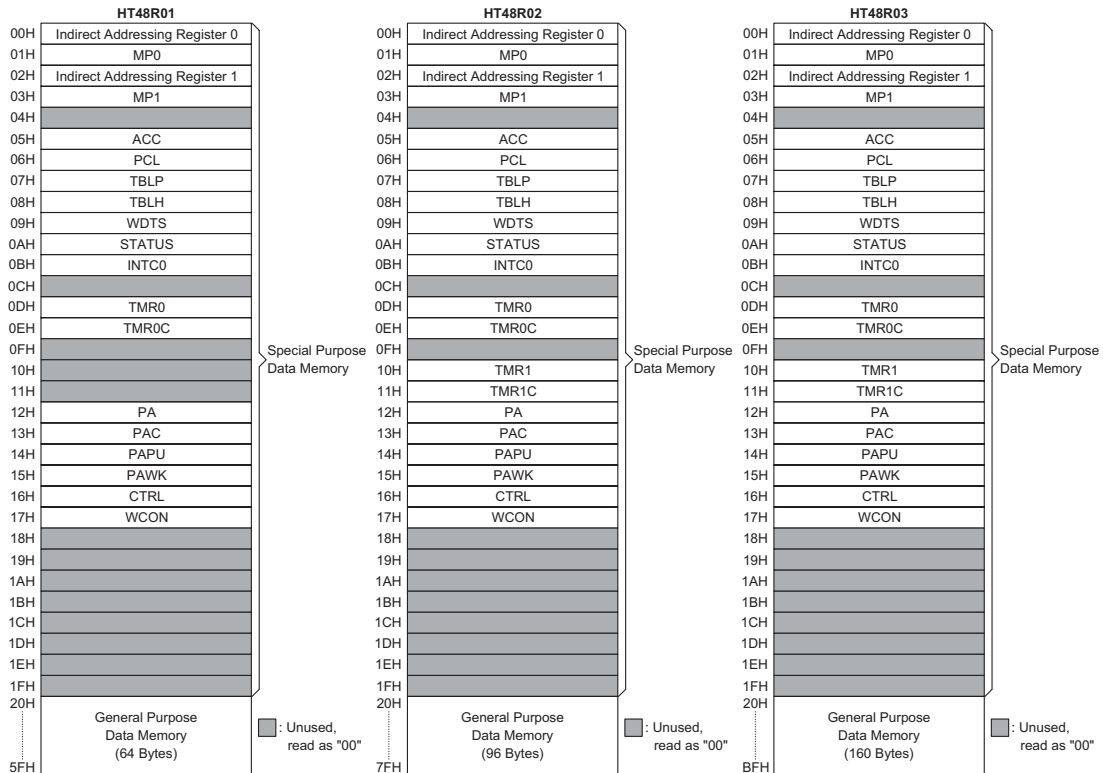 HT48R01
00H Indirect Addressing Register 0
01H MP0
02H Indirect Addressing Register 1
03H MP1
04H
05H ACC
06H PCL
07H TBLP
08H TBLH
09H WDTS
0AH STATUS
0BH INTC0
0CH
0DH TMR0
0EH TMR0C
0FH
10H
11H
12H PA
13H PAC
14H PAPU
15H PAWK
16H CTRL
17H WCON
18H
19H
1AH
1BH
1CH
1DH
1EH
1FH
20H
General Purpose
Data Memory
(64 Bytes)
5FH
Special Purpose
Data Memory
: Unused,
read as "00"
HT48R02
00H Indirect Addressing Register 0
01H MP0
02H Indirect Addressing Register 1
03H MP1
04H
05H ACC
06H PCL
07H TBLP
08H TBLH
09H WDTS
0AH STATUS
0BH INTC0
0CH
0DH TMR0
0EH TMR0C
0FH
10H TMR1
11H TMR1C
12H PA
13H PAC
14H PAPU
15H PAWK
16H CTRL
17H WCON
18H
19H
1AH
1BH
1CH
1DH
1EH
1FH
20H
General Purpose
Data Memory
(96 Bytes)
7FH
Special Purpose
Data Memory
: Unused,
read as "00"
HT48R03
00H Indirect Addressing Register 0
01H MP0
02H Indirect Addressing Register 1
03H MP1
04H
05H ACC
06H PCL
07H TBLP
08H TBLH
09H WDTS
0AH STATUS
0BH INTC0
0CH
0DH TMR0
0EH TMR0C
0FH
10H TMR1
11H TMR1C
12H PA
13H PAC
14H PAPU
15H PAWK
16H CTRL
17H WCON
18H
19H
1AH
1BH
1CH
1DH
1EH
1FH
20H
General Purpose
Data Memory
(160 Bytes)
BFH
Special Purpose
Data Memory
: Unused,
read as "00"